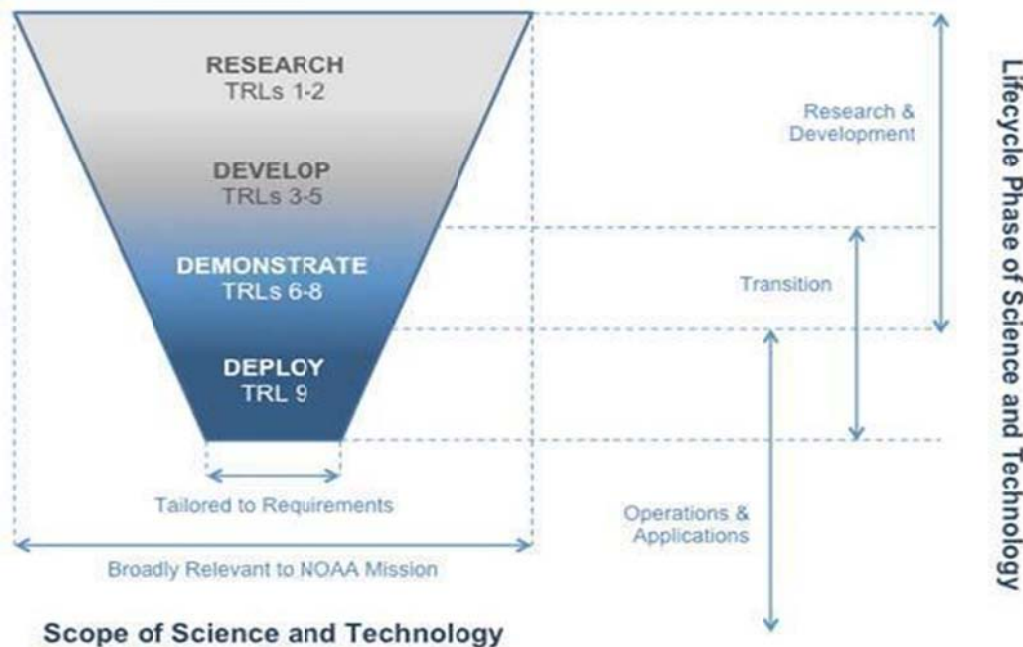 RESEARCH
TRLs 1-2
DEVELOP
TRLs 3-5
DEMONSTRATE
TRLs 6-8
DEPLOY
TRL 9
Tailored to Requirements
Broadly Relevant to NOAA Mission
Scope of Science and Technology
Research &
Development
Transition
Operations &
Applications
Lifecycle Phase of Science and Technology